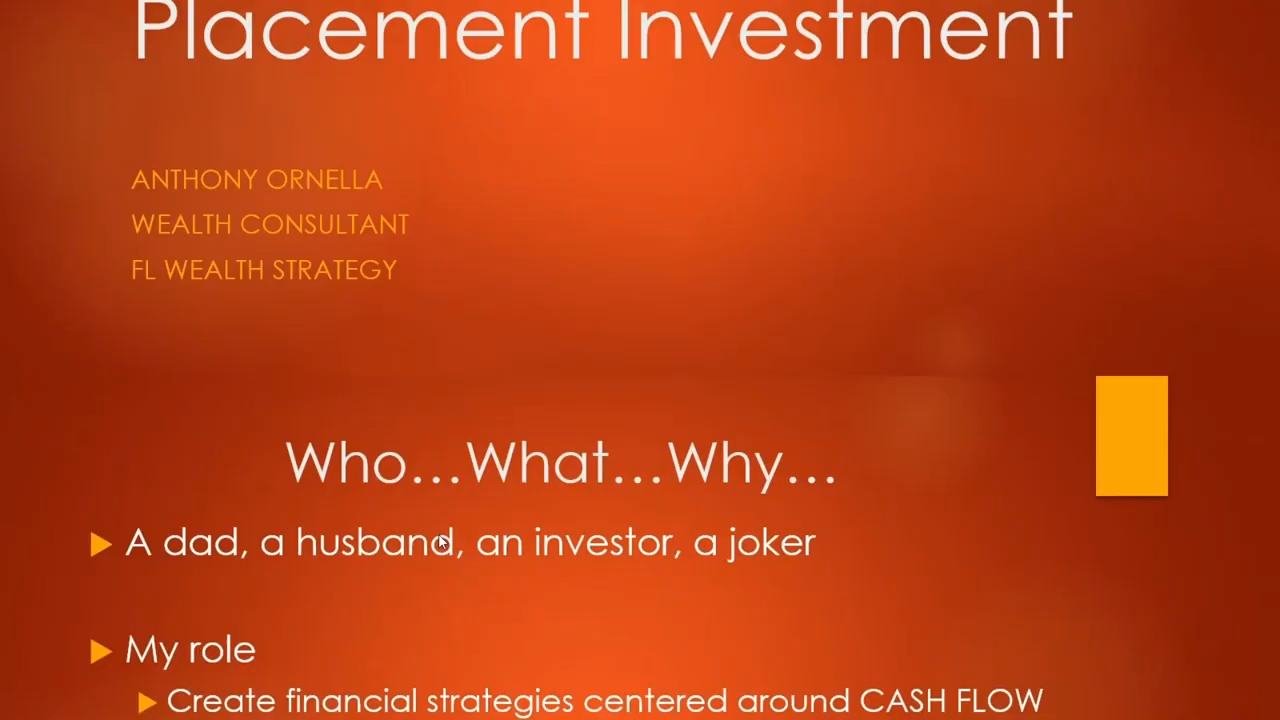 Placement Investment
ANTHONY ORNELLA
WEALTH CONSULTANT
FL WEALTH STRATEGY
Who...What...Why...
A dad, a husband, an investor, a joker
My role
Create financial strategies centered around CASH FLOW